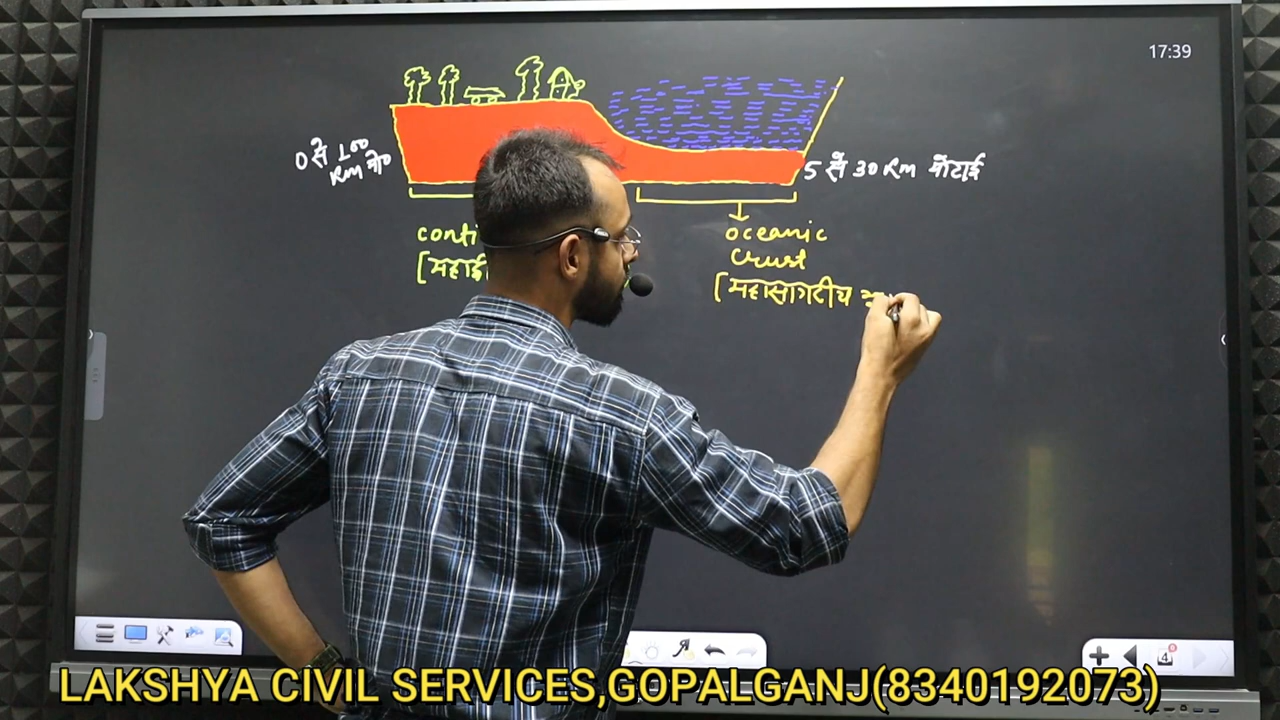 17:39
0 से 100
Km मो०
5 से 30 Km मोटाई
conti
[महाद्वी
oceanic
crust
[महासागरीय
LAKSHYA CIVIL SERVICES,GOPALGANJ(8340192073)